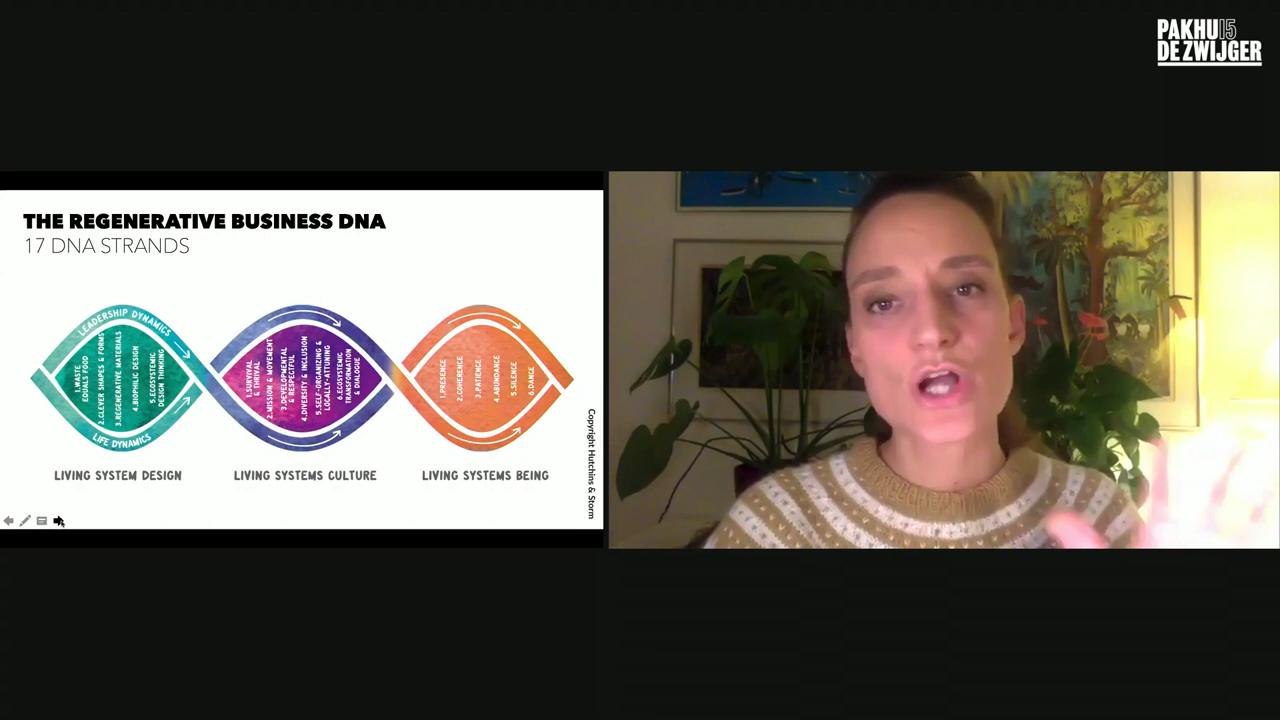 PAKHU15
DE ZWIJGER
THE REGENERATIVE BUSINESS DNA
17 DNA STRANDS
LEADERSHIP DYNAMICS
1.WASTE
EQUALS FOOD
2.CLEVER SHAPES & FORMS
3.REGENERATIVE MATERIALS
4.BIOPHILIC DESIGN
5.ECOSYSTEMIC
DESIGN THINKING
LIFE DYNAMICS
1.SURVIVAL
& THRIVAL
2.MISSION & MOVEMENT
3.DEVELOPMENTAL
& RESPECTFUL
4.DIVERSITY & INCLUSION
5.SELF-ORGANIZING &
LOCALLY-ATTUNING
6.ECOSYSTEMIC
TRANSFORMATION
& DIALOGUE
1.PRESENCE
2.COHERENCE
3.PATIENCE
4.ABUNDANCE
5.SILENCE
6.DANCE
LIVING SYSTEM DESIGN
LIVING SYSTEMS CULTURE
LIVING SYSTEMS BEING
Copyright Hutchins & Storm